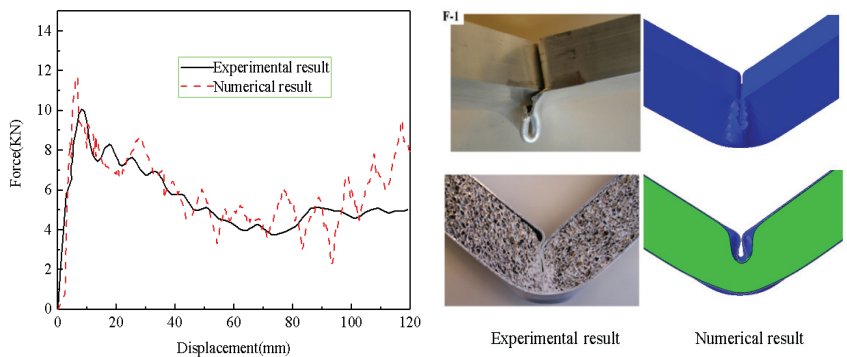 14
12
10
8
6
4
2
0
0 20 40 60 80 100 120
Force(KN)
Displacement(mm)
Experimental result
Numerical result
F-1
Experimental result
Numerical result